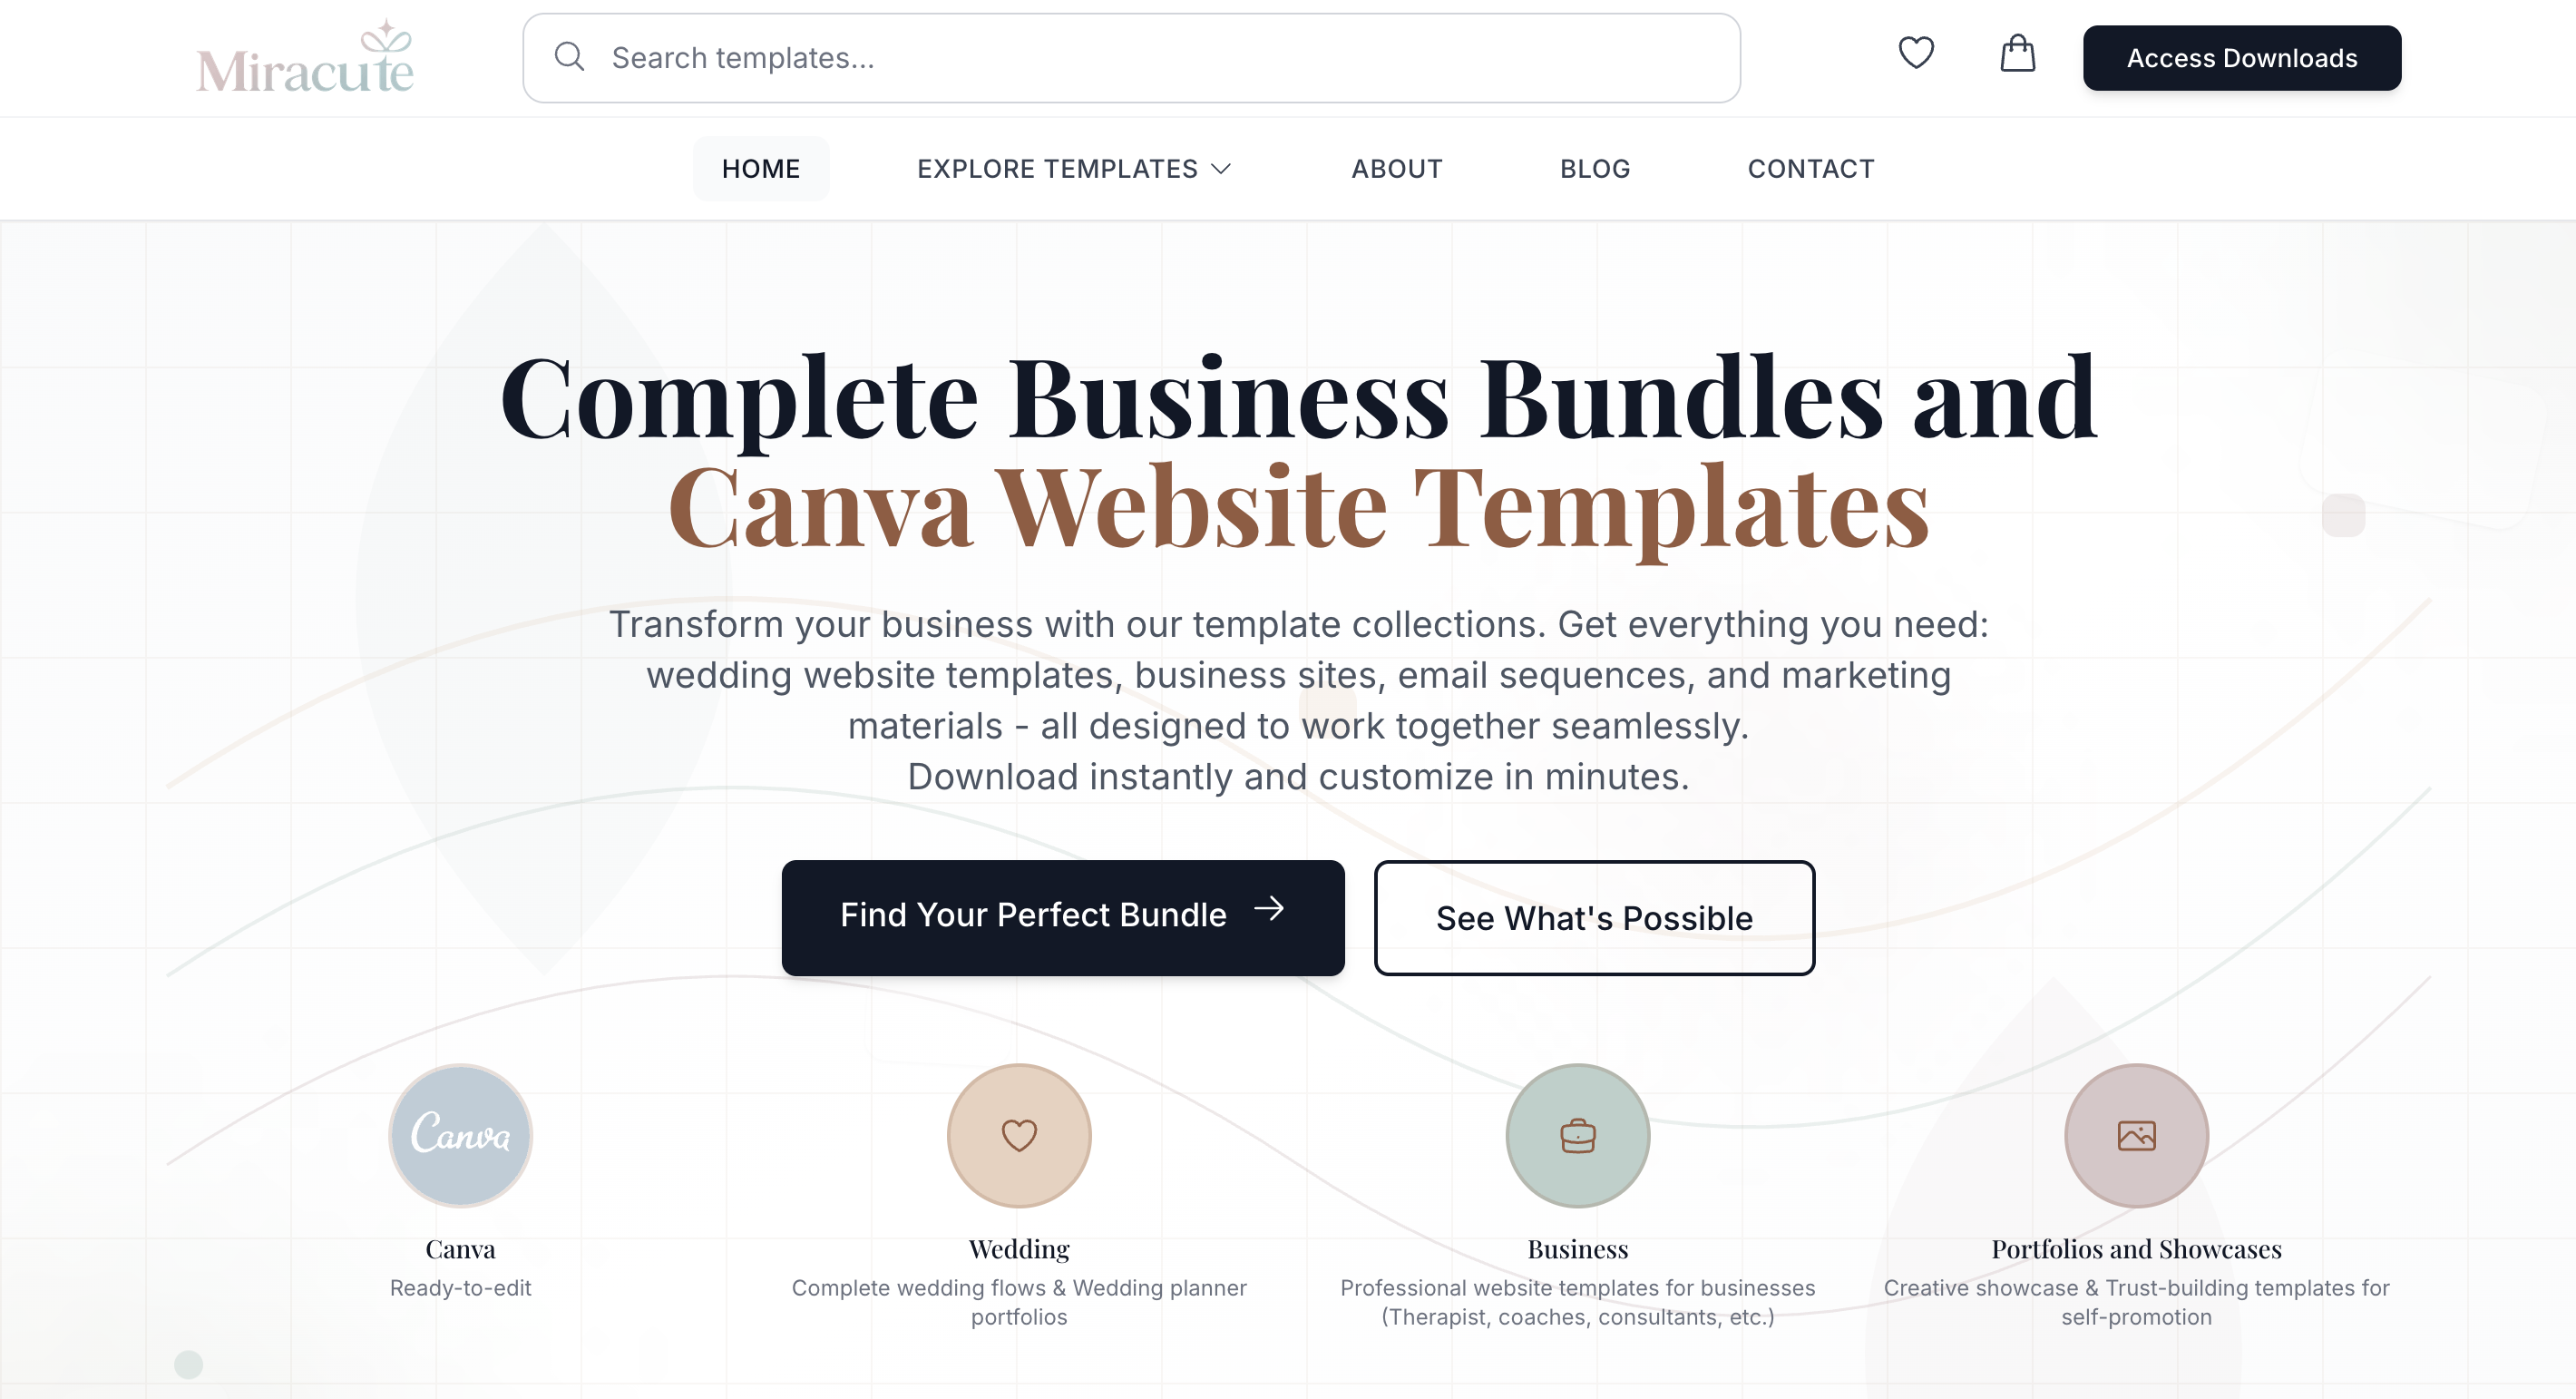 Miracute
Search templates...
Access Downloads
HOME
EXPLORE TEMPLATES
ABOUT
BLOG
CONTACT
Complete Business Bundles and
Canva Website Templates
Transform your business with our template collections. Get everything you need:
wedding website templates, business sites, email sequences, and marketing
materials - all designed to work together seamlessly.
Download instantly and customize in minutes.
Find Your Perfect Bundle
See What's Possible
Canva
Canva
Ready-to-edit
Wedding
Complete wedding flows & Wedding planner
portfolios
Business
Professional website templates for businesses
(Therapist, coaches, consultants, etc.)
Portfolios and Showcases
Creative showcase & Trust-building templates for
self-promotion